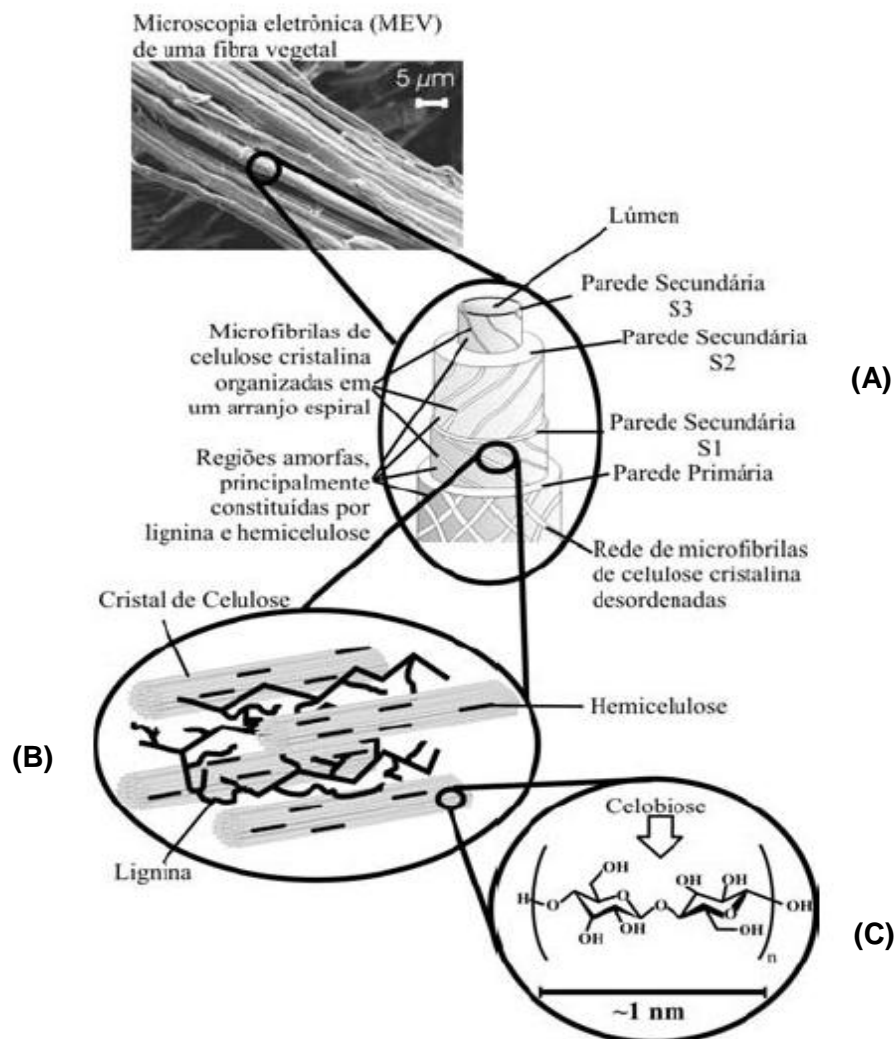 Microscopia eletrônica (MEV)
de uma fibra vegetal
5 µm
Lúmen
Parede Secundária
S3
Parede Secundária
S2
(A)
Microfibrilas de
celulose cristalina
organizadas em
um arranjo espiral
Parede Secundária
S1
Parede Primária
Regiões amorfas,
principalmente
constituídas por
lignina e hemicelulose
Rede de microfibrilas
de celulose cristalina
desordenadas
Cristal de Celulose
Hemicelulose
(B)
Lignina
Celobiose
H
O
OH
O
OH
OH
O
OH
OH
O
OH
OH
n
(C)
~1 nm